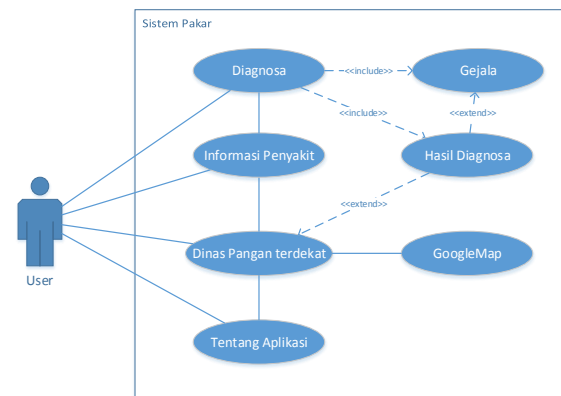 Sistem Pakar
Diagnosa
<<include>>
Gejala
<<include>>
<<extend>>
Informasi Penyakit
Hasil Diagnosa
<<extend>>
Dinas Pangan terdekat
GoogleMap
User
Tentang Aplikasi